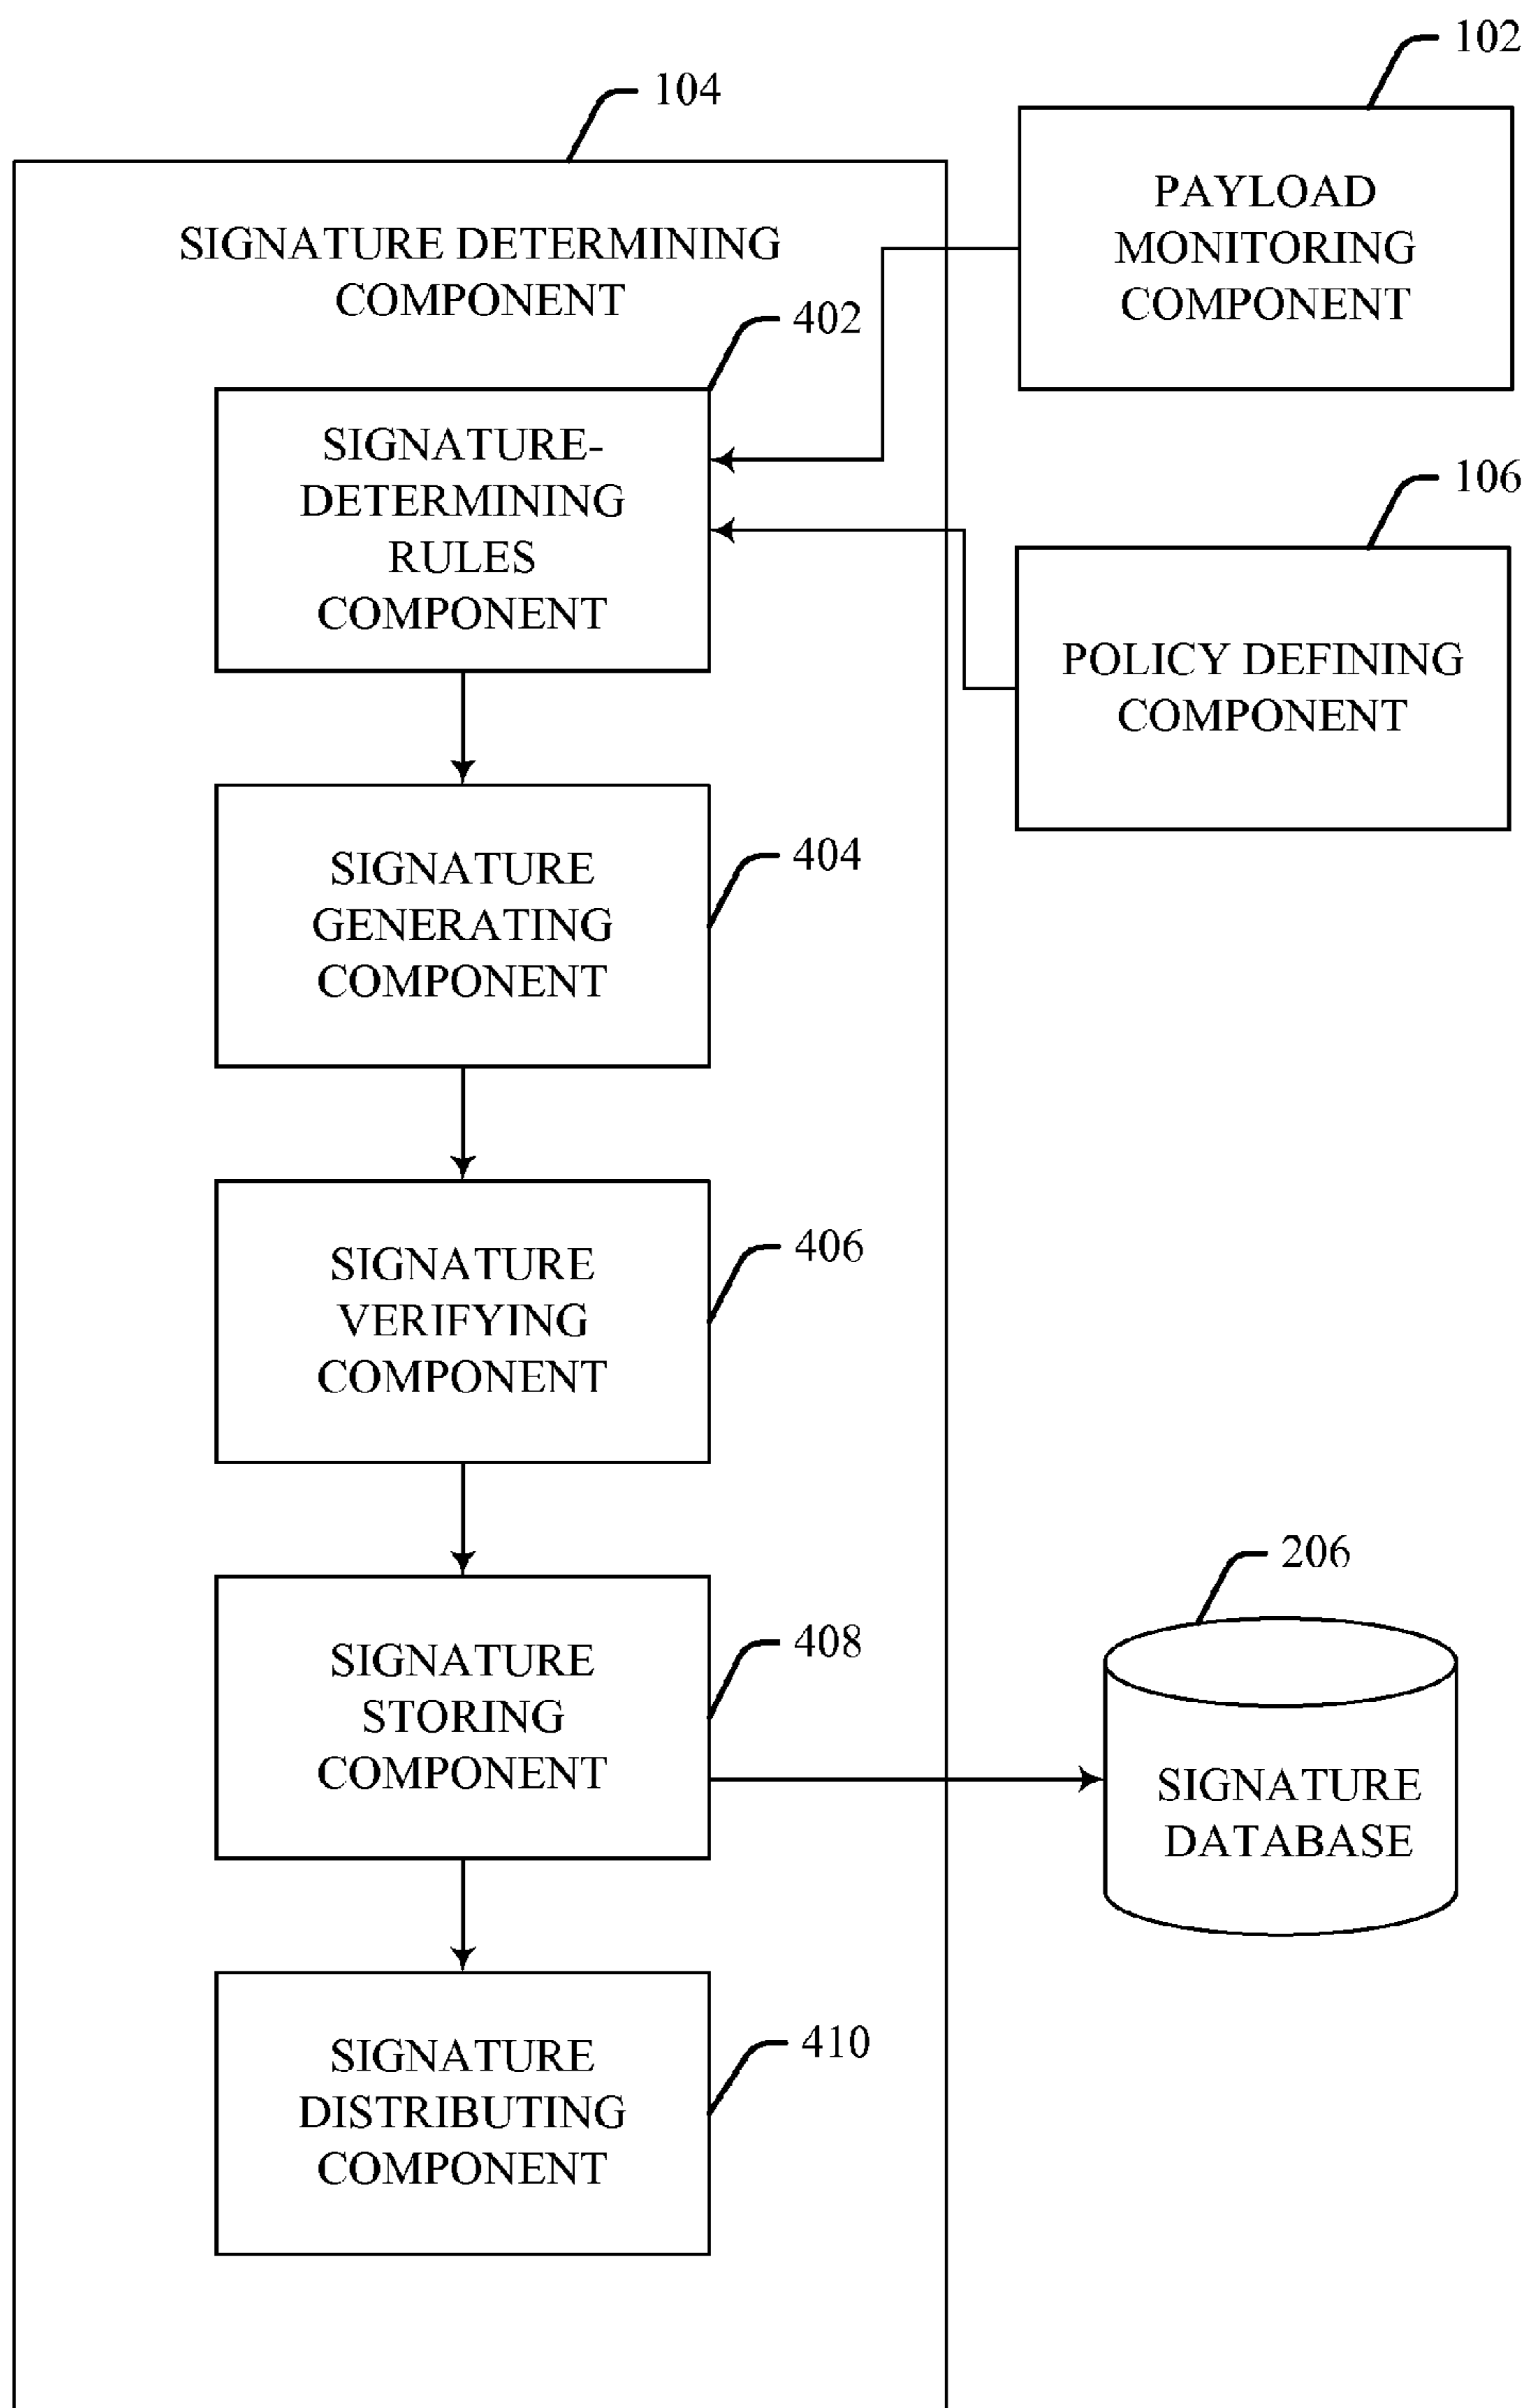 102
104
PAYLOAD
MONITORING
COMPONENT
SIGNATURE DETERMINING
COMPONENT
402
SIGNATURE-
DETERMINING
RULES
COMPONENT
106
POLICY DEFINING
COMPONENT
404
SIGNATURE
GENERATING
COMPONENT
406
SIGNATURE
VERIFYING
COMPONENT
206
408
SIGNATURE
STORING
COMPONENT
SIGNATURE
DATABASE
410
SIGNATURE
DISTRIBUTING
COMPONENT